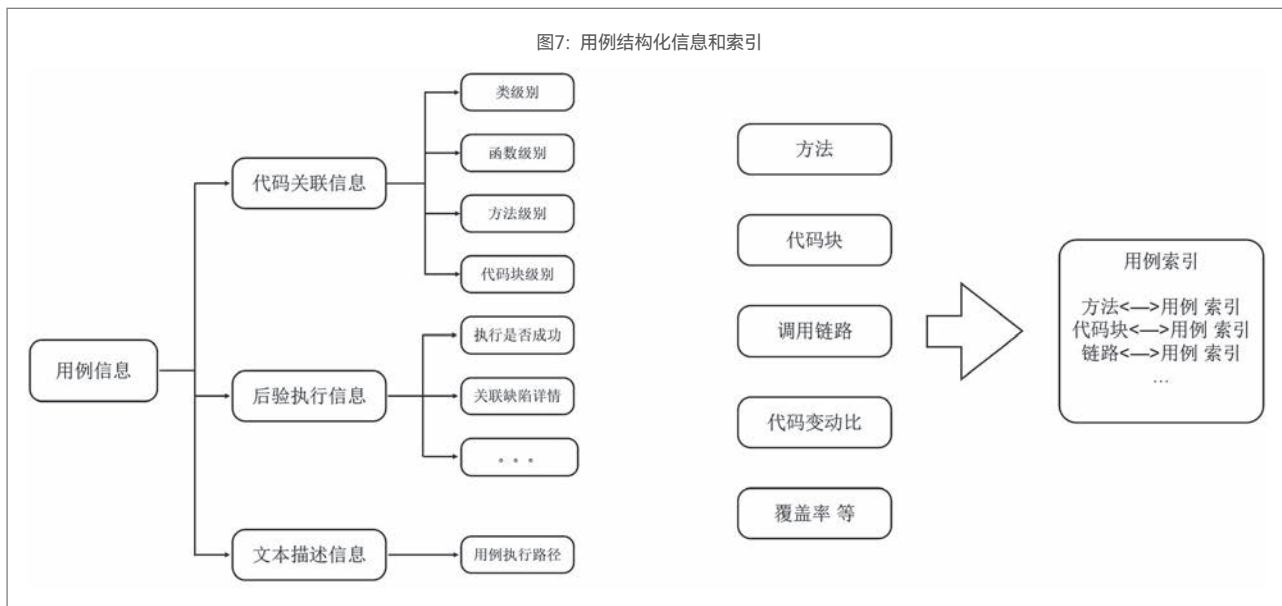 图7: 用例结构化信息和索引
用例信息
代码关联信息
类级别
函数级别
方法级别
代码块级别
后验执行信息
执行是否成功
关联缺陷详情
。。。
文本描述信息
用例执行路径
方法
代码块
调用链路
代码变动比
覆盖率 等
用例索引
方法<—>用例 索引
代码块<—>用例 索引
链路<—>用例 索引
...